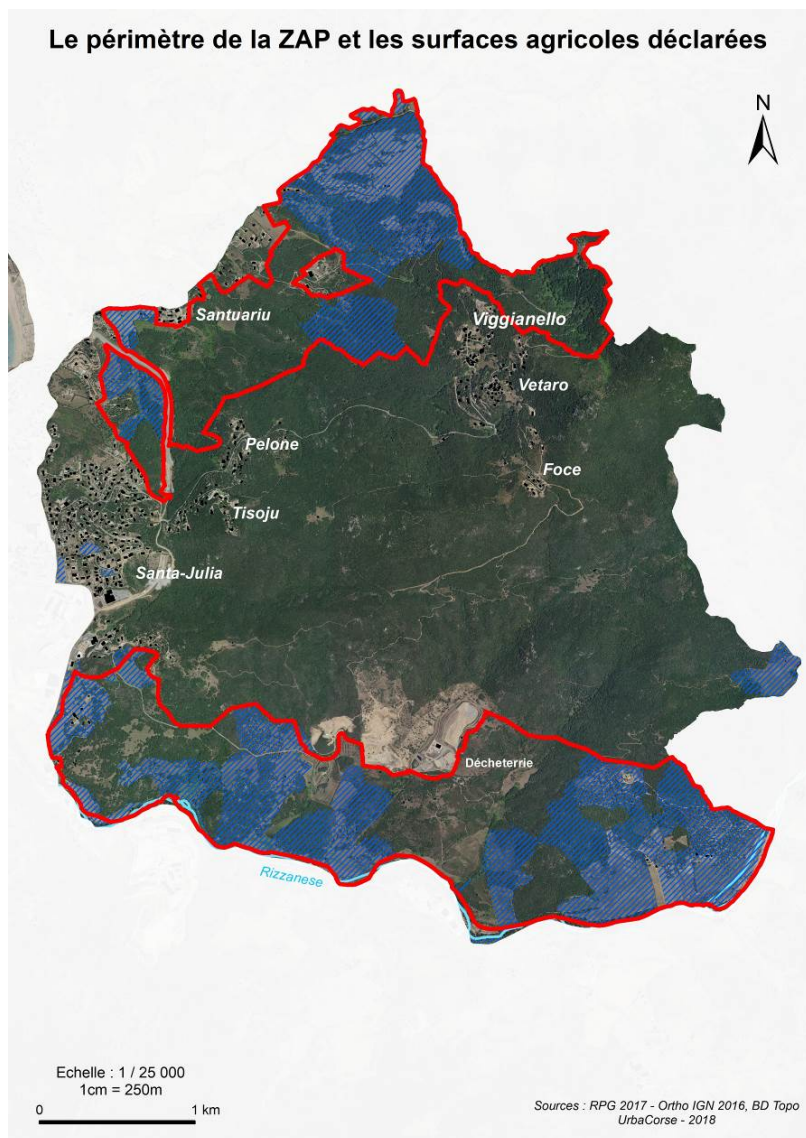 Le périmètre de la ZAP et les surfaces agricoles déclarées
N
Santuariu
Viggianello
Vetaro
Pelone
Foce
Tisoju
Santa-Julia
Décheterrie
Rizzanese
Echelle : 1 / 25 000
1cm = 250m
0 1 km
Sources : RPG 2017 - Ortho IGN 2016, BD Topo
UrbaCorse - 2018